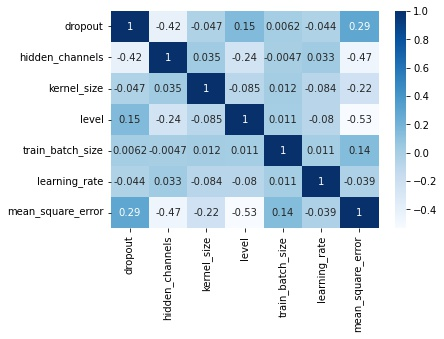 dropout 1 -0.42 -0.047 0.15 0.0062 -0.044 0.29
hidden_channels -0.42 1 0.035 -0.24 -0.0047 0.033 -0.47
kernel_size -0.047 0.035 1 -0.085 0.012 -0.084 -0.22
level 0.15 -0.24 -0.085 1 0.011 -0.08 -0.53
train_batch_size 0.0062 -0.0047 0.012 0.011 1 0.011 0.14
learning_rate -0.044 0.033 -0.084 -0.08 0.011 1 -0.039
mean_square_error 0.29 -0.47 -0.22 -0.53 0.14 -0.039 1
dropout
hidden_channels
kernel_size
level
train_batch_size
learning_rate
mean_square_error
1.0
0.8
0.6
0.4
0.2
0.0
−0.2
−0.4